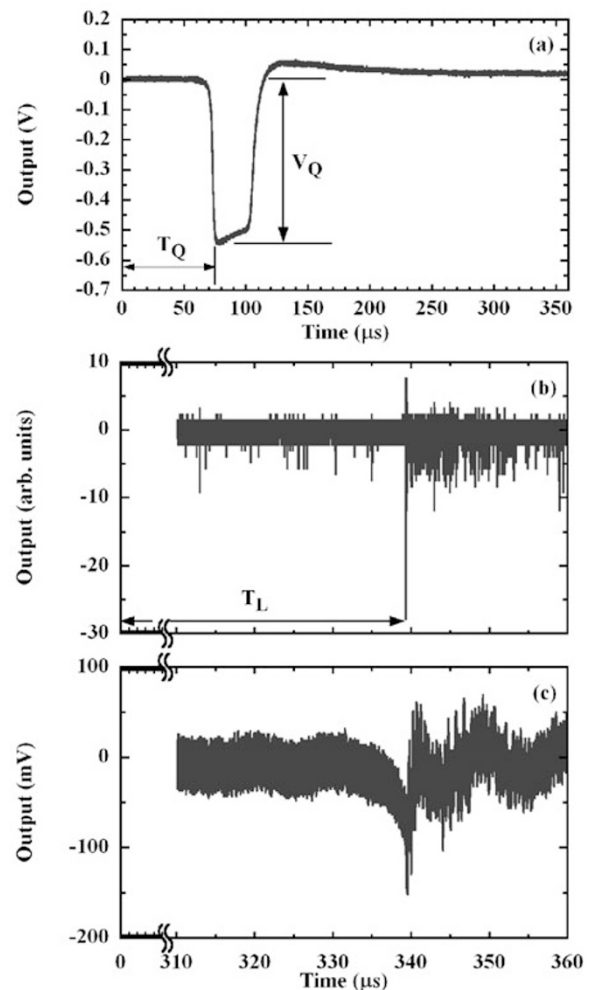 0.2
(a)
0.1
0
-0.1
-0.2
V_Q
-0.3
-0.4
T_Q
-0.5
-0.6
-0.7
Output (V)
0 50 100 150 200 250 300 350
Time (μs)
10
(b)
0
-10
-20
T_L
-30
Output (arb. units)
100
(c)
0
-100
-200
Output (mV)
0 310 320 330 340 350 360
Time (μs)